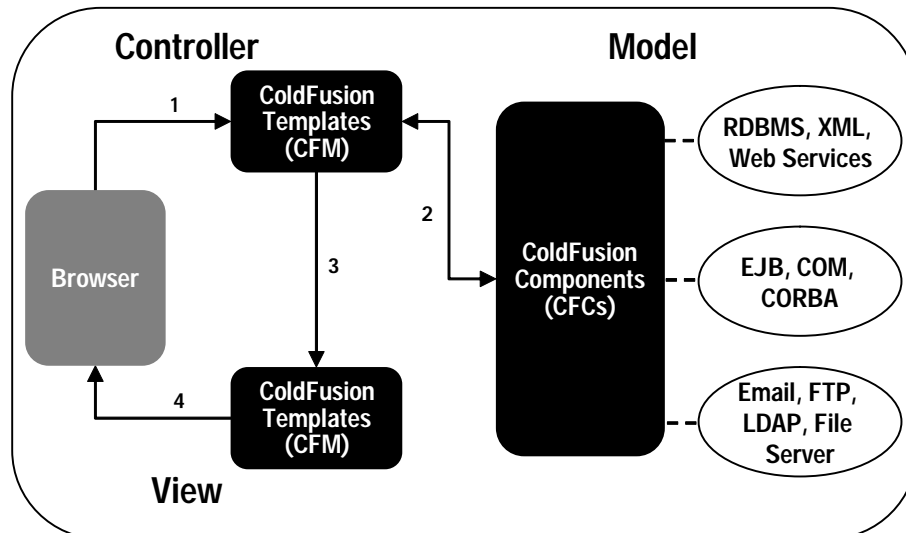 Controller
Model
1
ColdFusion
Templates
(CFM)
RDBMS, XML,
Web Services
2
Browser
3
ColdFusion
Components
(CFCs)
EJB, COM,
CORBA
4
ColdFusion
Templates
(CFM)
Email, FTP,
LDAP, File
Server
View